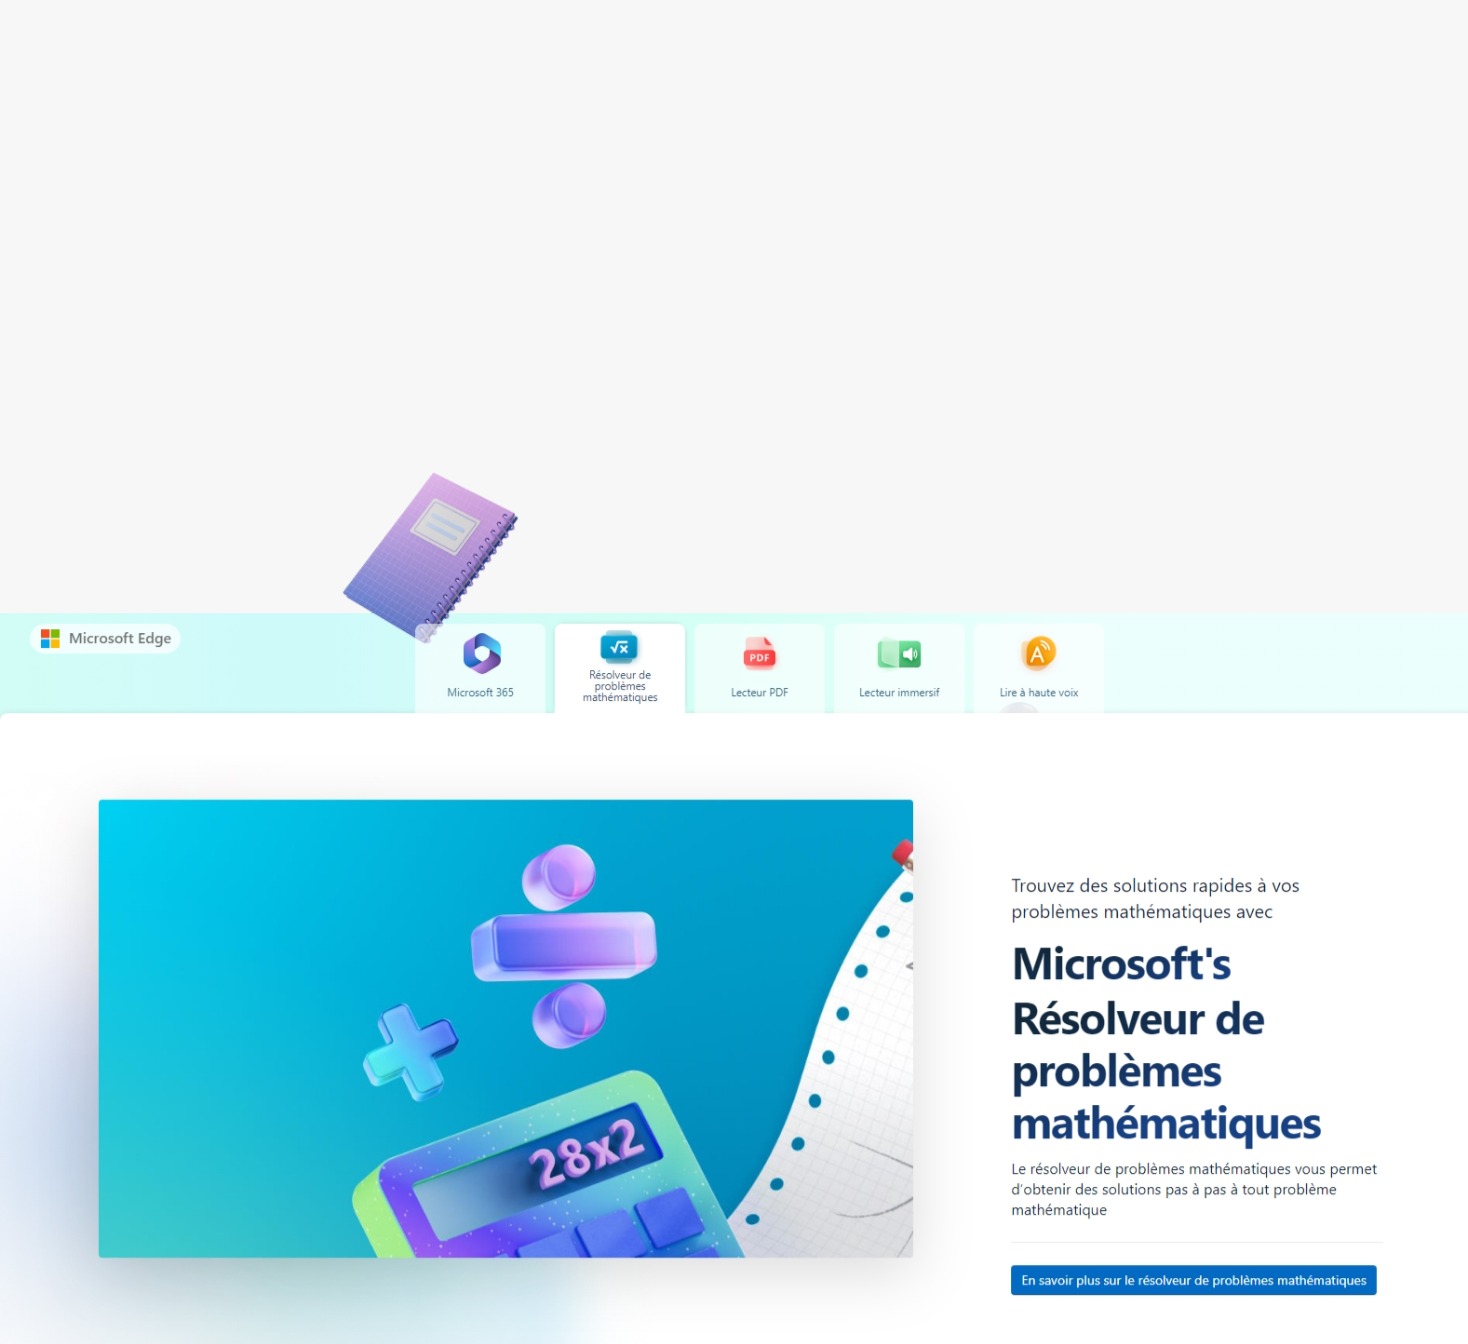 Microsoft Edge
Microsoft 365
√x
Résolveur de
problèmes
mathématiques
PDF
Lecteur PDF
Lecteur immersif
A
Lire à haute voix
28x2
Trouvez des solutions rapides à vos
problèmes mathématiques avec
Microsoft's
Résolveur de
problèmes
mathématiques
Le résolveur de problèmes mathématiques vous permet
d'obtenir des solutions pas à pas à tout problème
mathématique
En savoir plus sur le résolveur de problèmes mathématiques